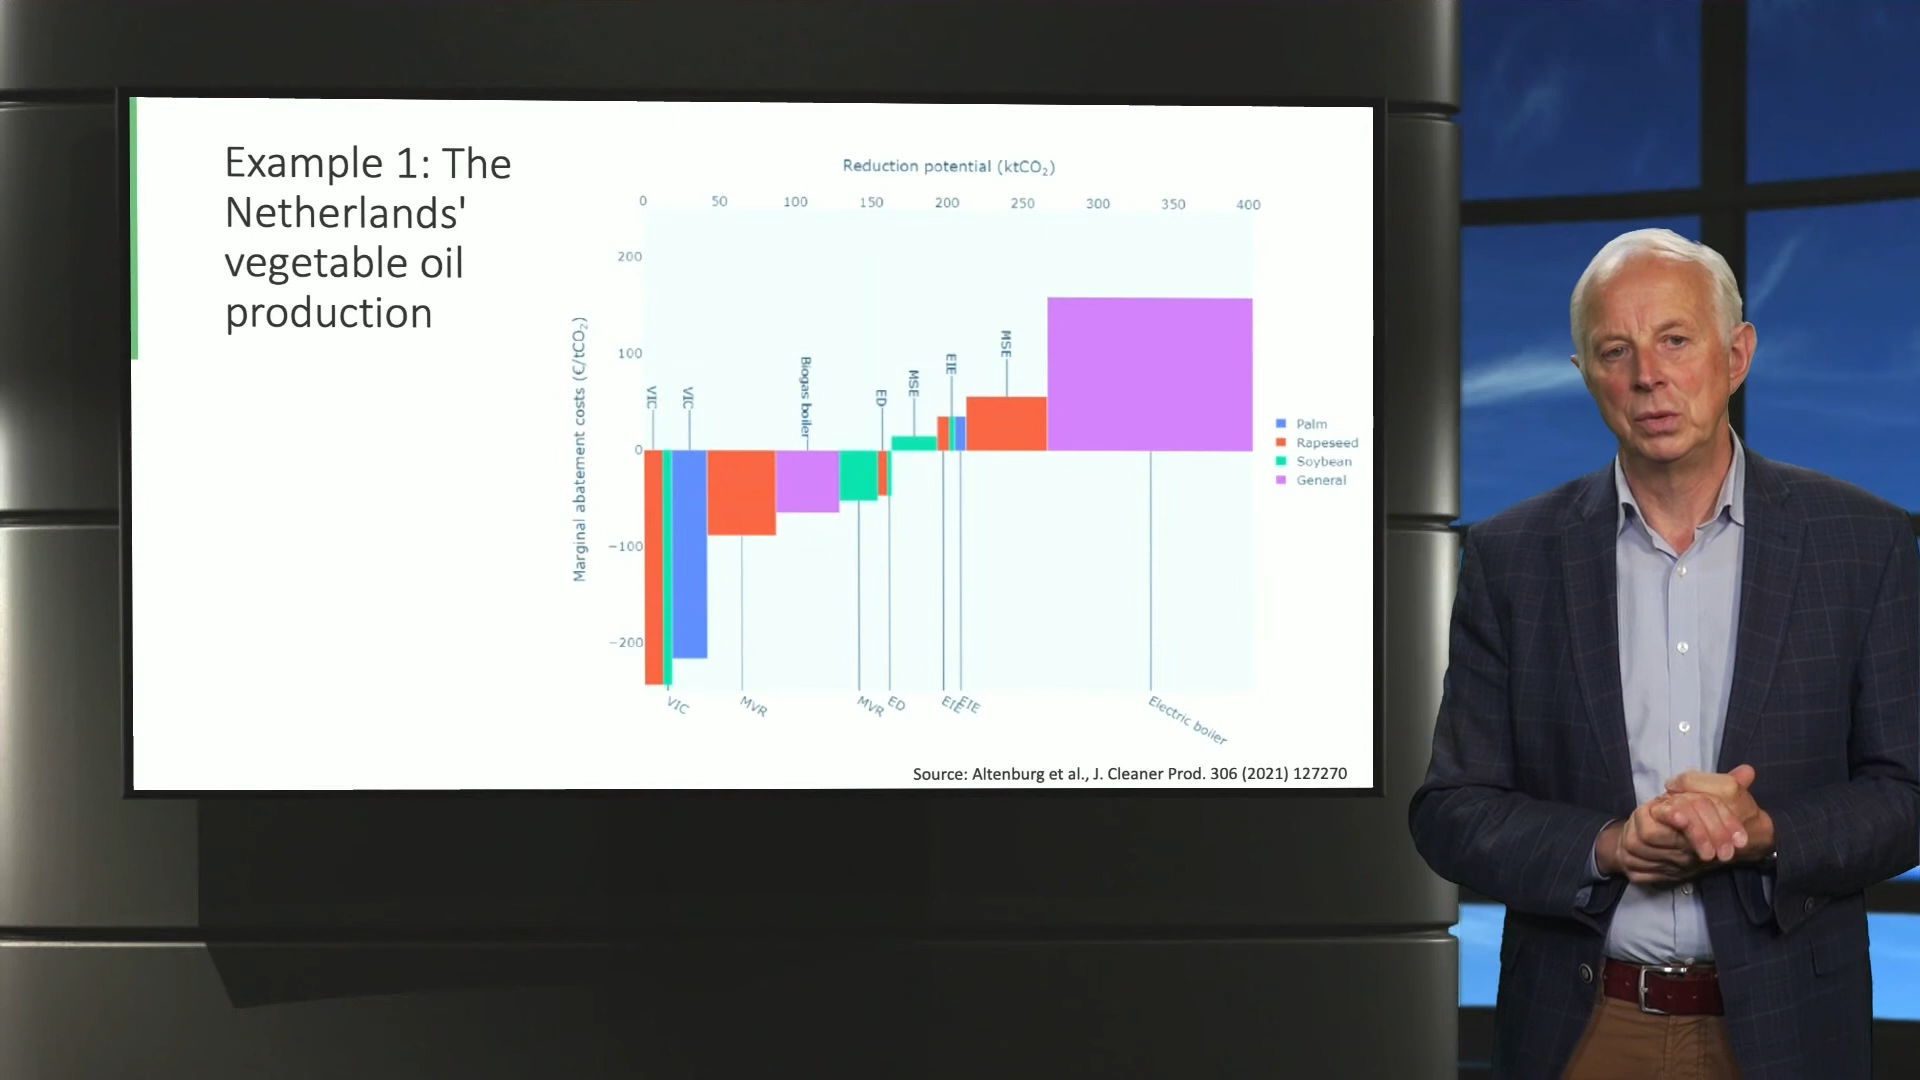 Example 1: The
Netherlands'
vegetable oil
production
Reduction potential (ktCO₂)
0 50 100 150 200 250 300 350 400
Marginal abatement costs (€/tCO₂)
200
100
0
−100
−200
VIC
VIC
Biogas boiler
ED
MSE
EIE
MSE
VIC
MVR
MVR
ED
EIE
EIE
Electric boiler
Palm
Rapeseed
Soybean
General
Source: Altenburg et al., J. Cleaner Prod. 306 (2021) 127270